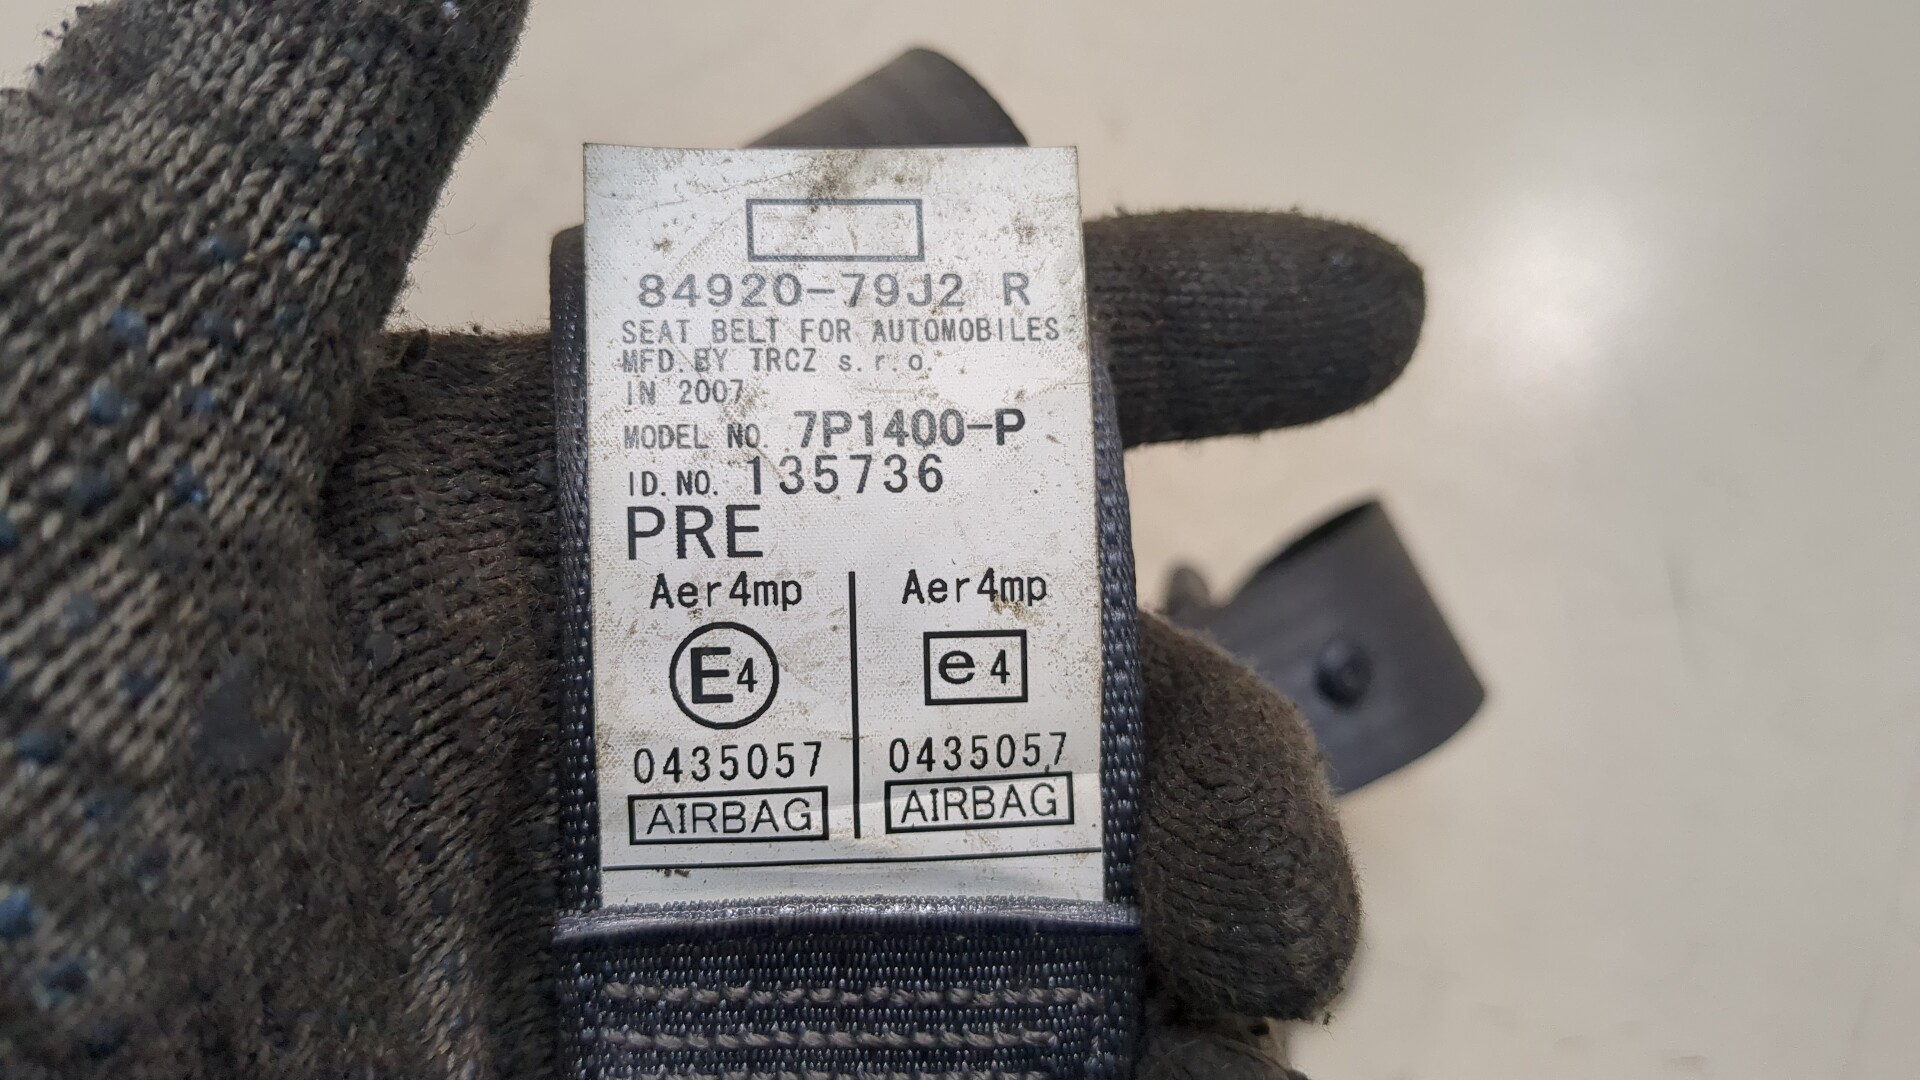 84920-79J2 R
SEAT BELT FOR AUTOMOBILES
MFD. BY TRCZ s.r.o.
IN 2007
MODEL NO. 7P1400-P
ID. NO. 135736
PRE
Aer4mp
E4
0435057
AIRBAG
Aer4mp
e4
0435057
AIRBAG